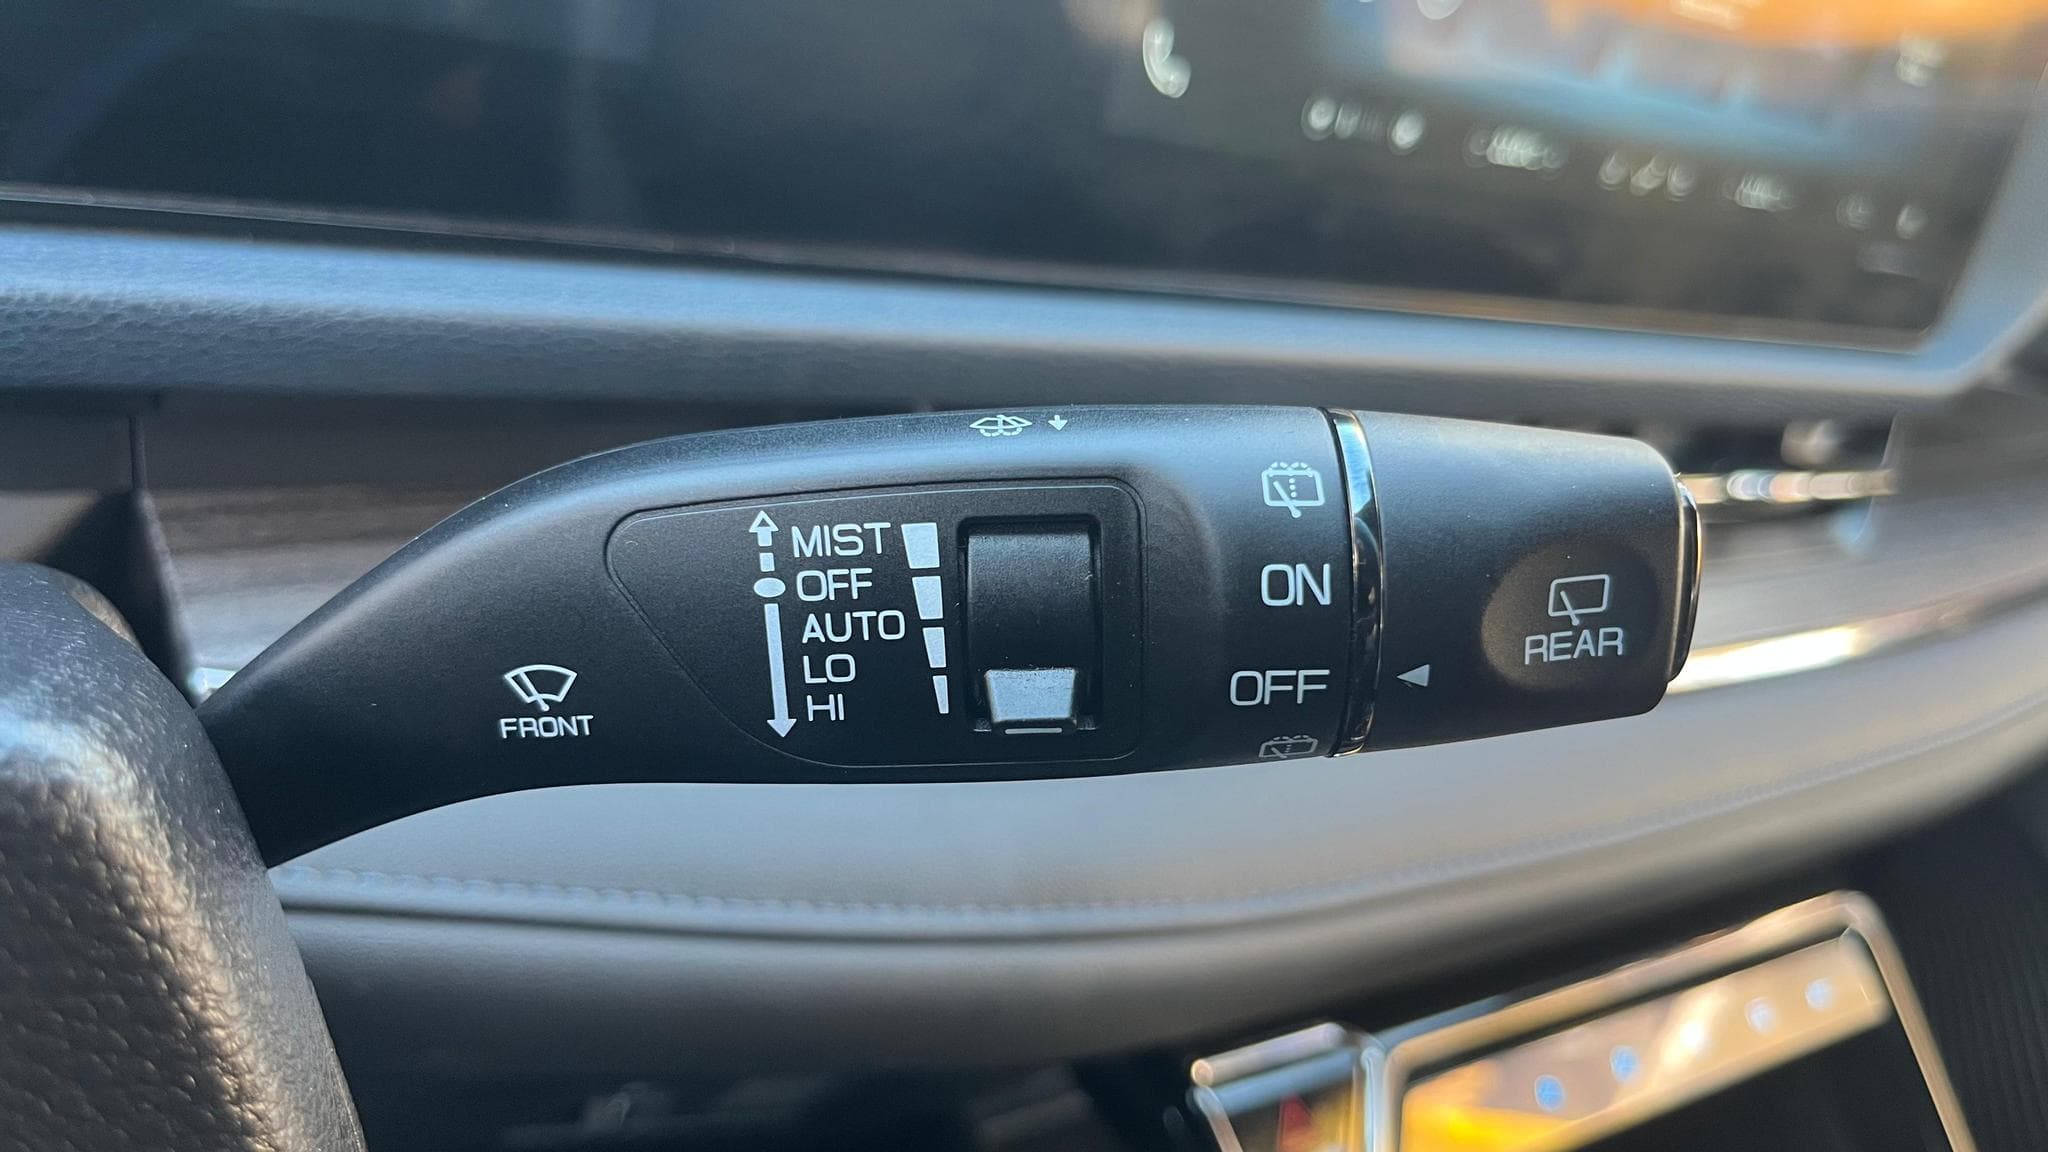 MIST
OFF
AUTO
LO
HI
FRONT
ON
OFF
REAR